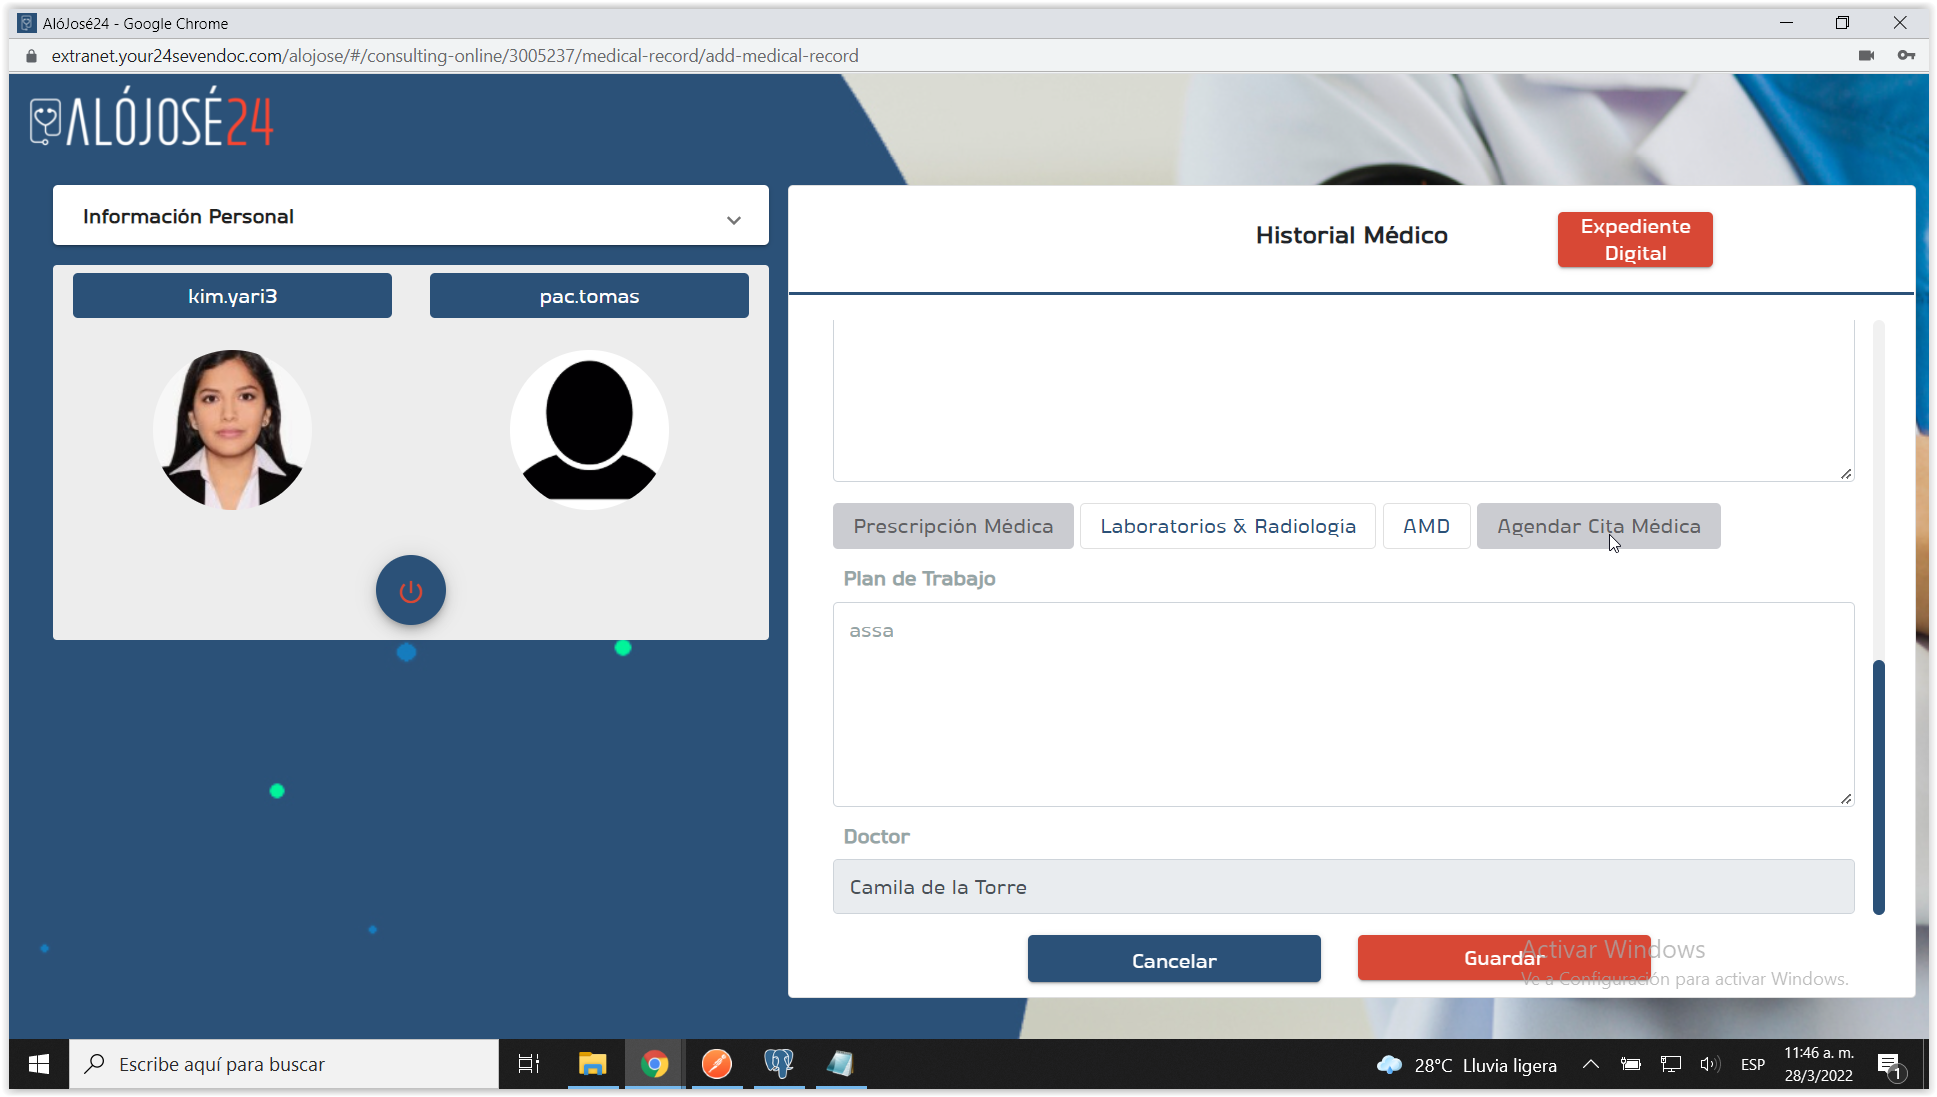 AlóJosé24 - Google Chrome
extranet.your24sevendoc.com/alojose/#/consulting-online/3005237/medical-record/add-medical-record
ALÓJOSÉ24
Información Personal
kim.yari3
pac.tomas
Historial Médico
Expediente
Digital
Prescripción Médica
Laboratorios & Radiología
AMD
Agendar Cita Médica
Plan de Trabajo
assa
Doctor
Camila de la Torre
Cancelar
Guardar
Activar Windows
Ve a Configuración para activar Windows.
Escribe aquí para buscar
28°C Lluvia ligera
ESP
11:46 a. m.
28/3/2022
1